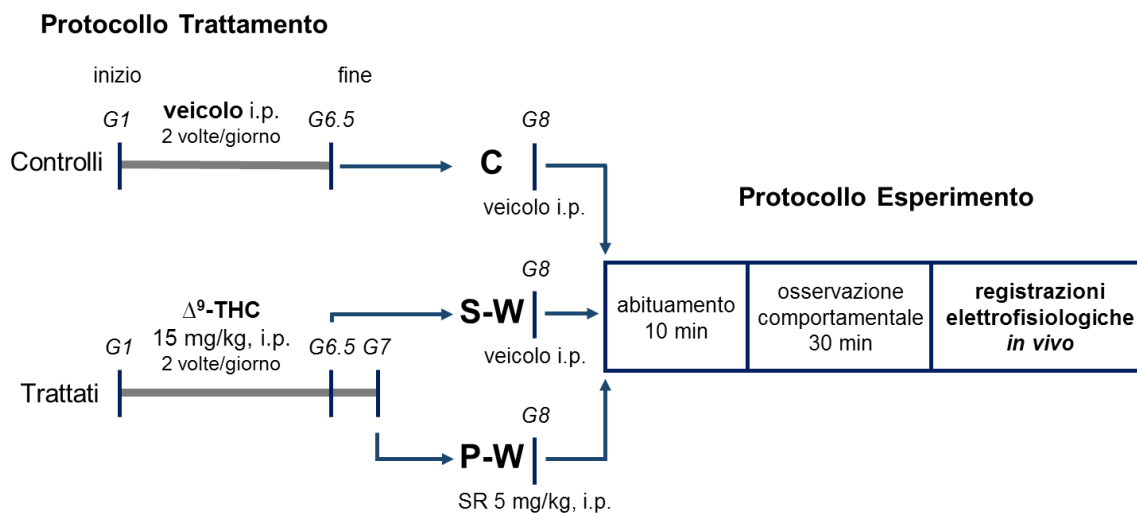 Protocollo Trattamento
inizio
fine
G1
veicolo i.p.
2 volte/giorno
G6.5
Controlli
C
G8
veicolo i.p.
Δ⁹-THC
15 mg/kg, i.p.
2 volte/giorno
G1
G6.5
G7
Trattati
S-W
G8
veicolo i.p.
P-W
G8
SR 5 mg/kg, i.p.
Protocollo Esperimento
abituamento
10 min
osservazione
comportamentale
30 min
registrazioni
elettrofisiologiche
in vivo